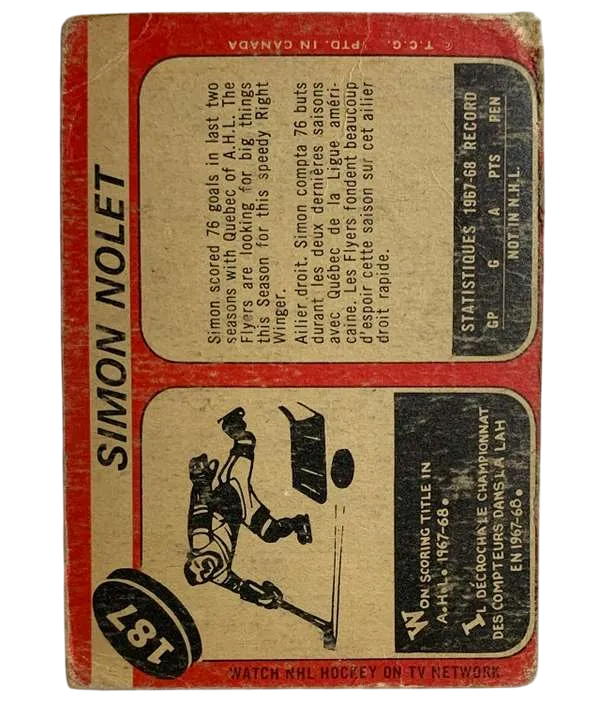 187
SIMON NOLET
WON SCORING TITLE IN
A.H.L. 1967-68.
IL DÉCROCHA LE CHAMPIONNAT
DES COMPTEURS DANS LA LAH
EN 1967-68.
WATCH NHL HOCKEY ON TV NETWORK
Simon scored 76 goals in last two
seasons with Quebec of A.H.L. The
Flyers are looking for big things
this Season for this speedy Right
Winger.
Ailier droit. Simon compta 76 buts
durant les deux dernières saisons
avec Québec de la Ligue améri-
caine. Les Flyers fondent beaucoup
d'espoir cette saison sur cet ailier
droit rapide.
STATISTIQUES 1967-68 RECORD
GP G A PTS PEN
NOT IN N.H.L.
© T.C.G. PTD. IN CANADA